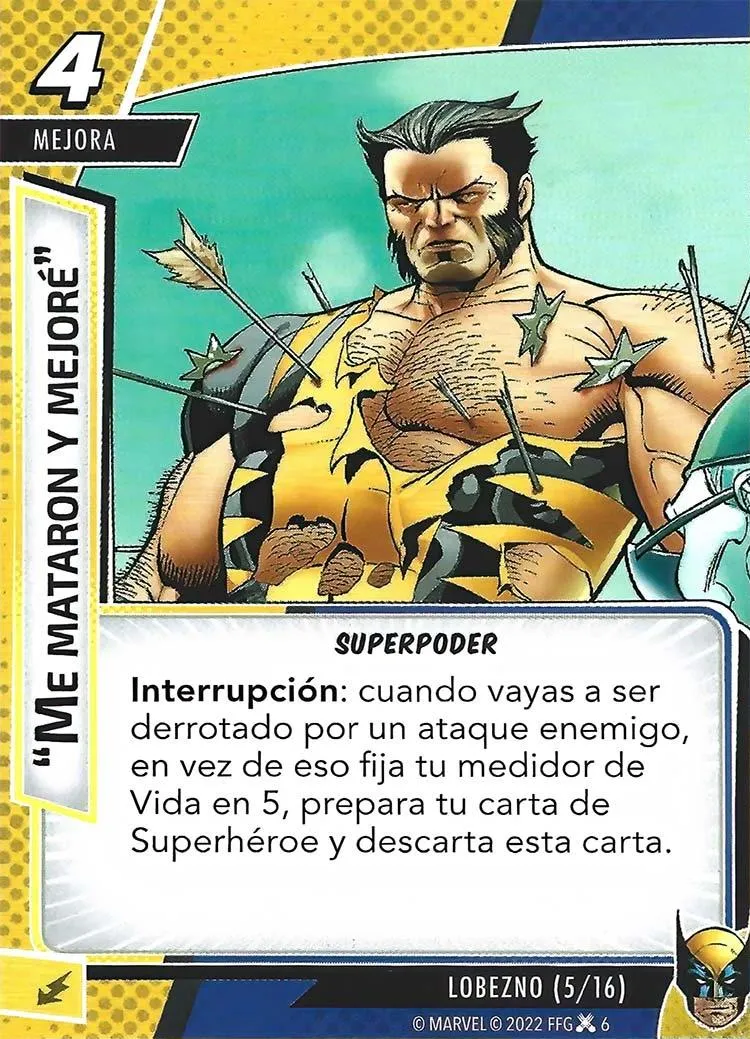 4
MEJORA
“ME MATARON Y MEJORÉ”
SUPERPODER
Interrupción: cuando vayas a ser
derrotado por un ataque enemigo,
en vez de eso fija tu medidor de
Vida en 5, prepara tu carta de
Superhéroe y descarta esta carta.
LOBEZNO (5/16)
© MARVEL © 2022 FFG 6